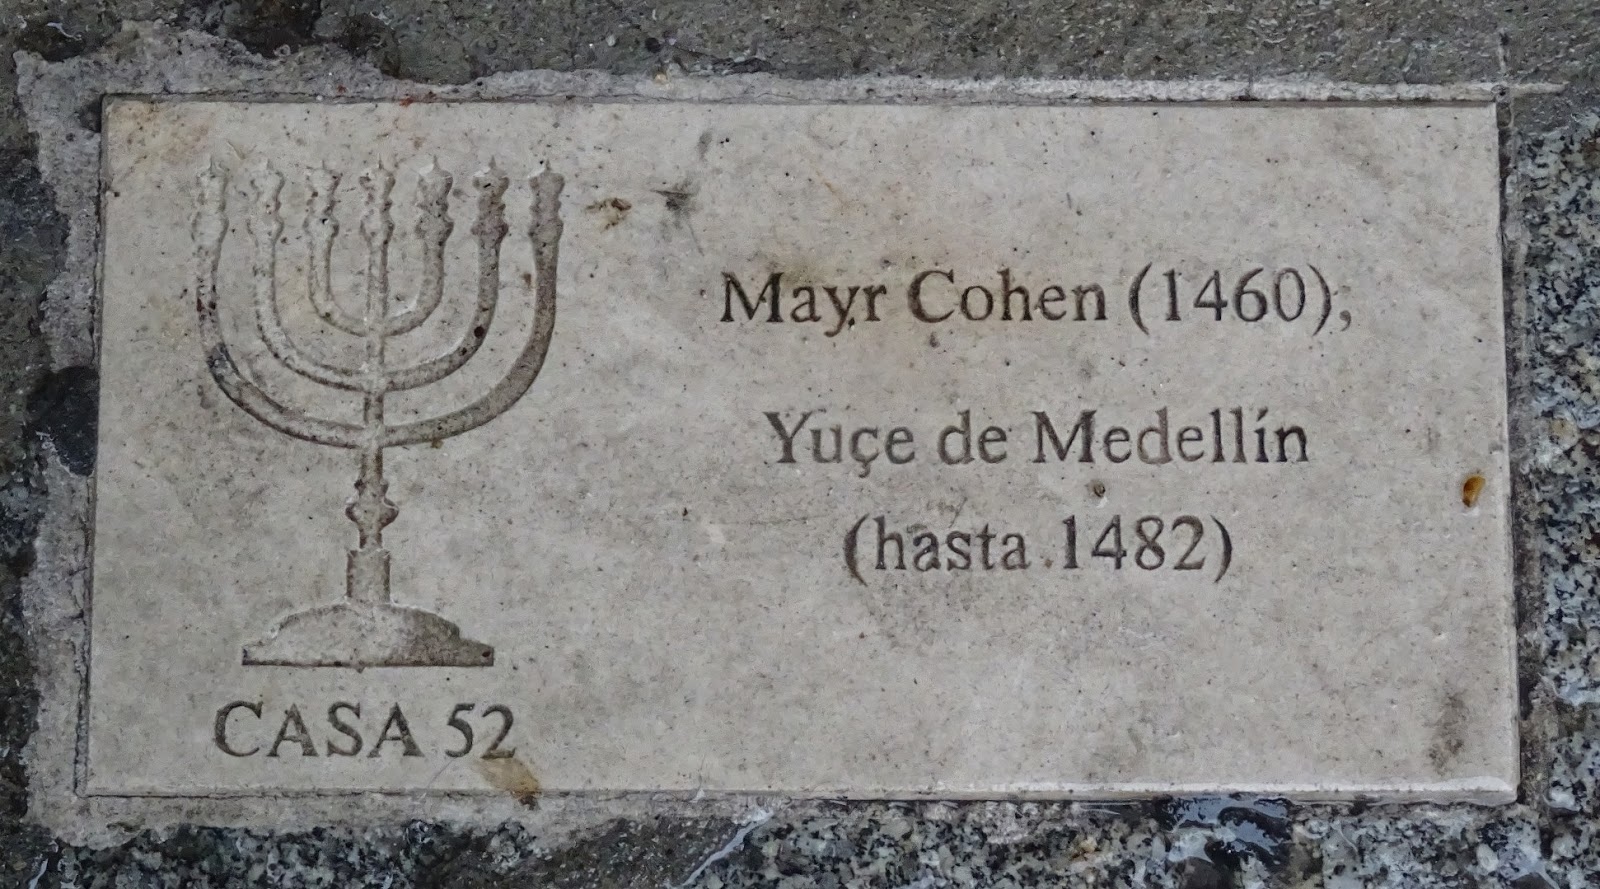 Mayr Cohen (1460),
Yuçe de Medellín
(hasta 1482)
CASA 52